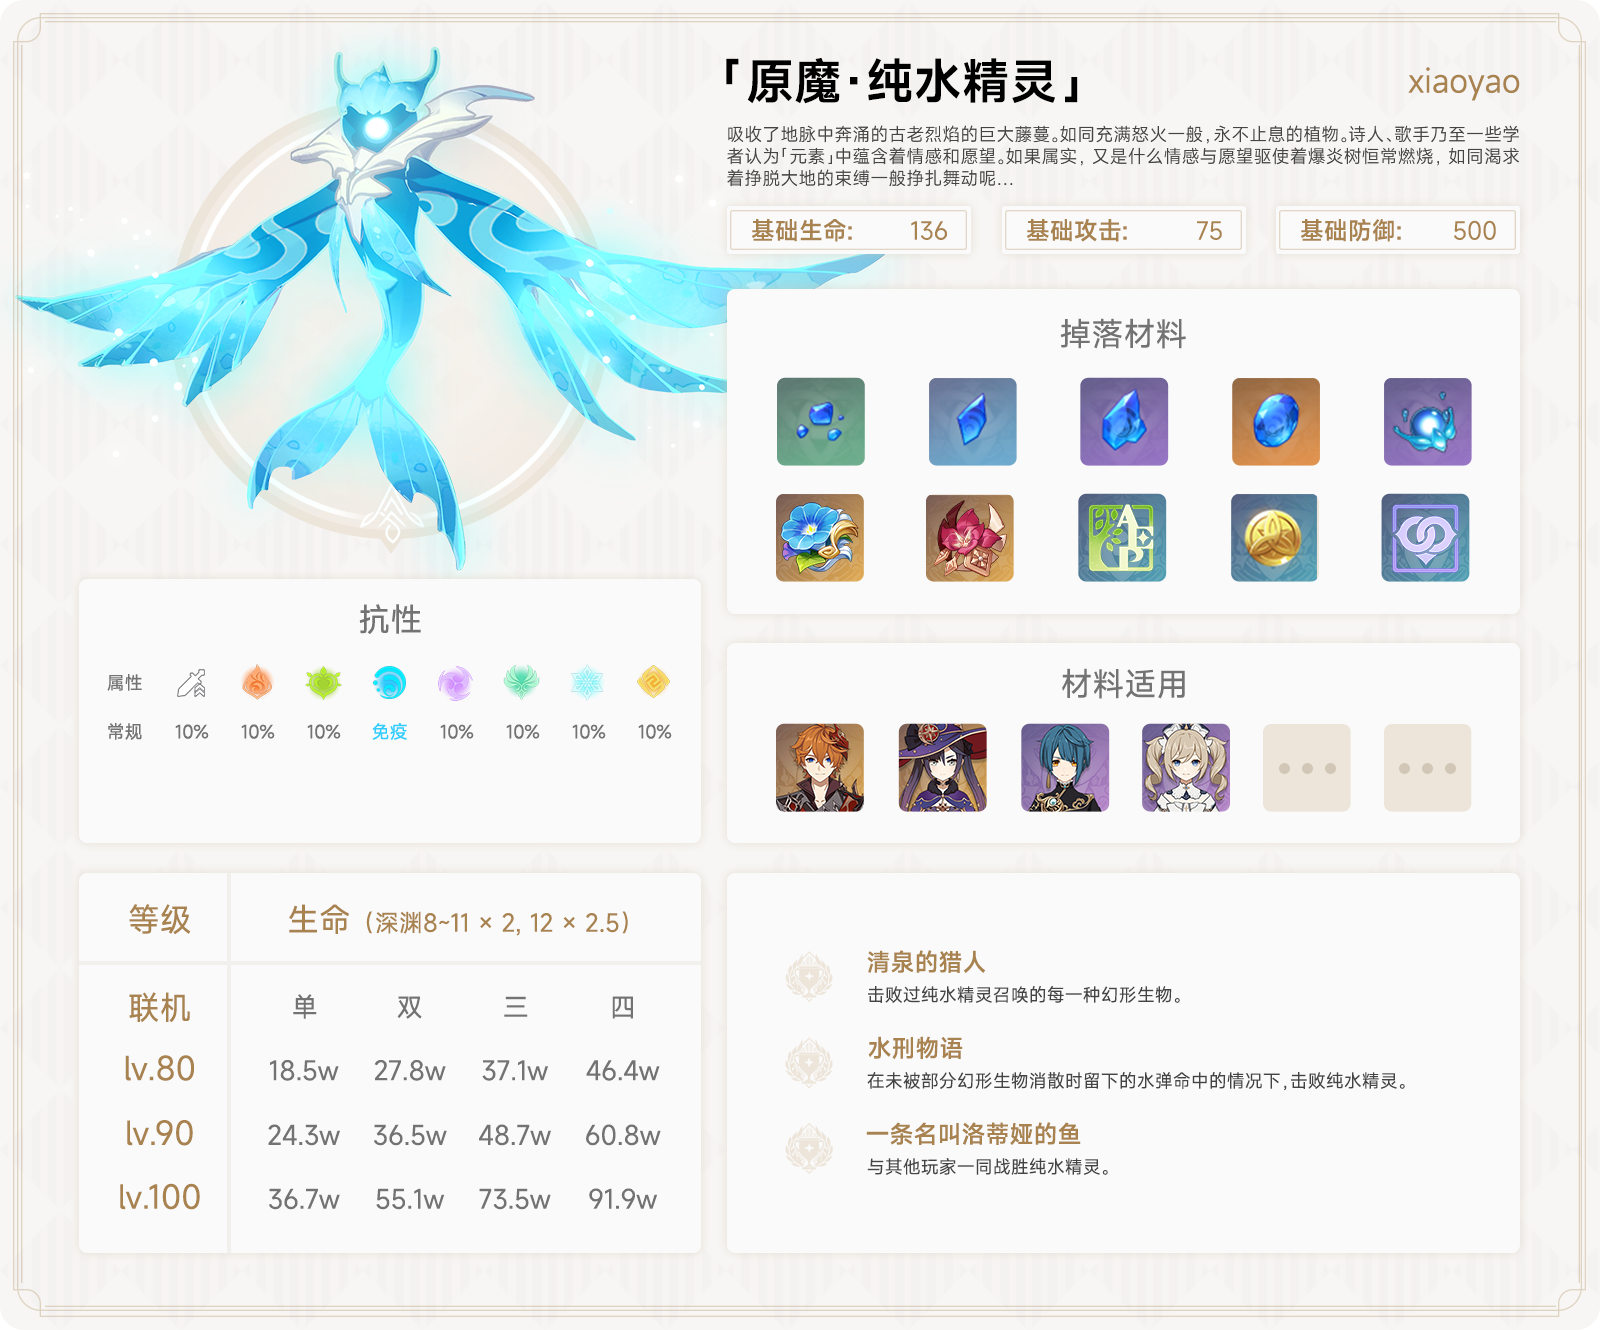 「原魔·纯水精灵」
xiaoyao
吸收了地脉中奔涌的古老烈焰的巨大藤蔓。如同充满怒火一般,永不止息的植物。诗人、歌手乃至一些学
者认为「元素」中蕴含着情感和愿望。如果属实,又是什么情感与愿望驱使着爆炎树恒常燃烧,如同渴求
着挣脱大地的束缚一般挣扎舞动呢...
基础生命: 136
基础攻击: 75
基础防御: 500
掉落材料
AEP
抗性
属性
常规 10% 10% 10% 免疫 10% 10% 10% 10%
材料适用
等级 生命(深渊8~11 × 2, 12 × 2.5)
联机 单 双 三 四
lv.80 18.5w 27.8w 37.1w 46.4w
lv.90 24.3w 36.5w 48.7w 60.8w
lv.100 36.7w 55.1w 73.5w 91.9w
清泉的猎人
击败过纯水精灵召唤的每一种幻形生物。
水刑物语
在未被部分幻形生物消散时留下的水弹命中的情况下,击败纯水精灵。
一条名叫洛蒂娅的鱼
与其他玩家一同战胜纯水精灵。